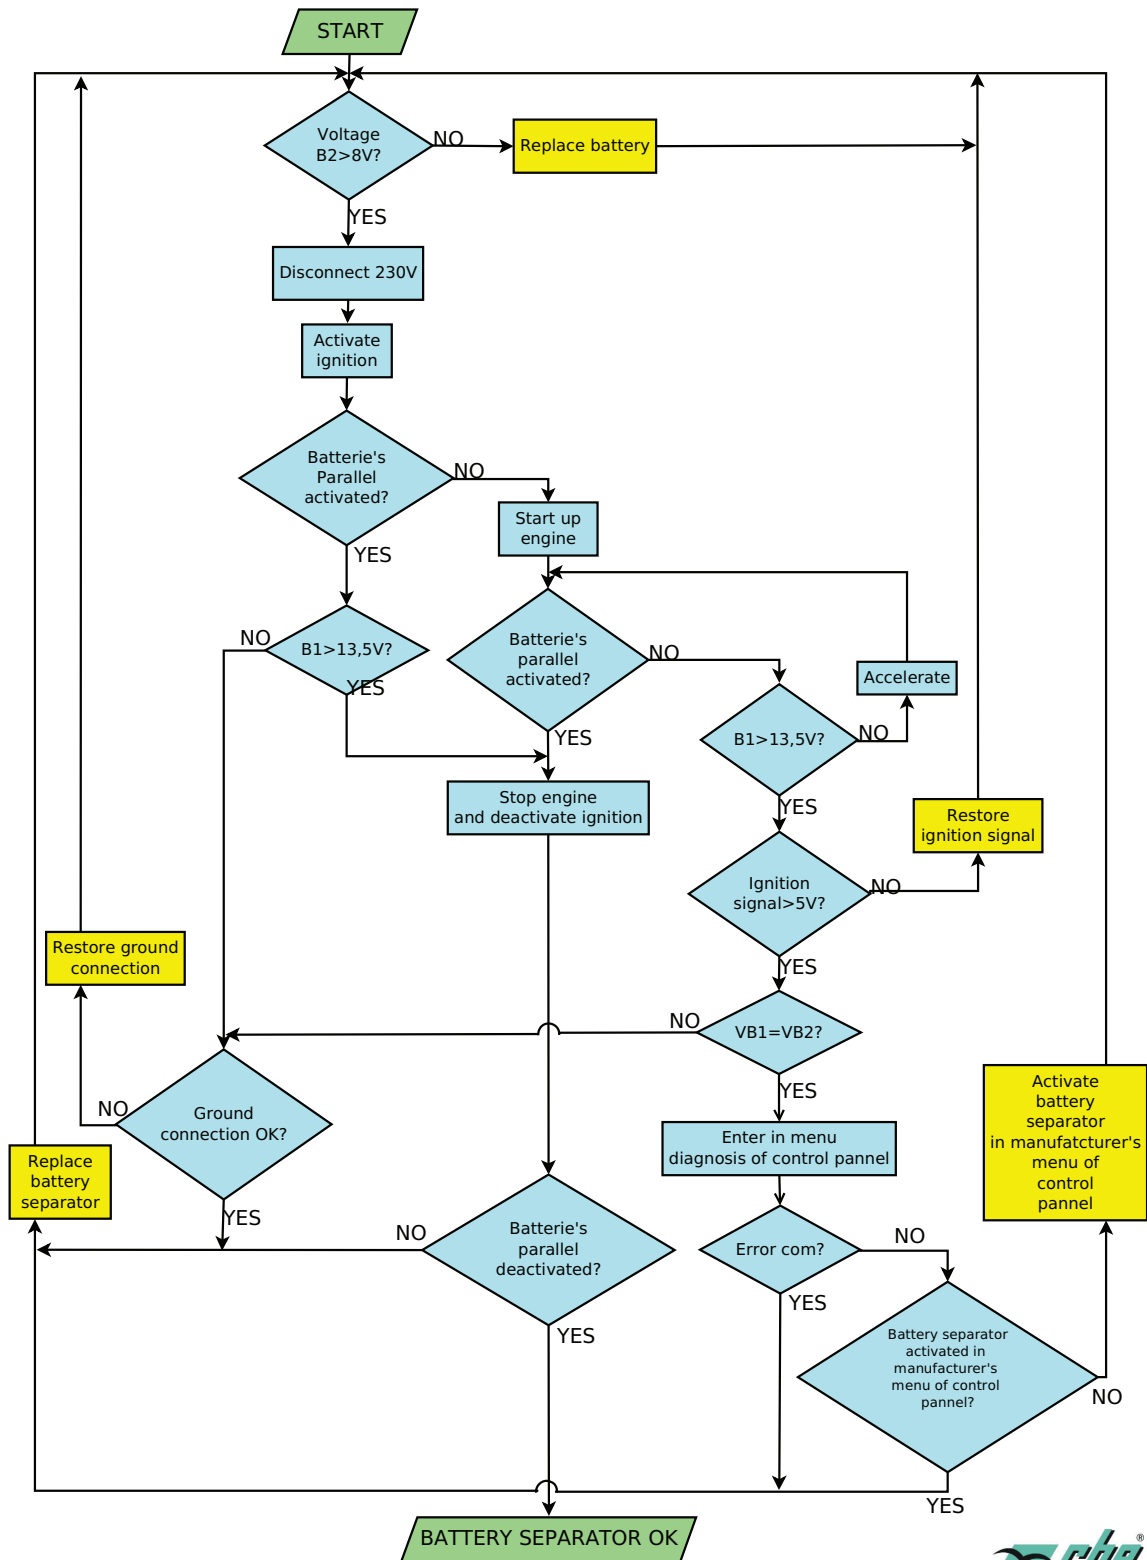 START
Voltage
B2>8V?
NO
Replace battery
YES
Disconnect 230V
Activate
ignition
Batterie's
Parallel
activated?
NO
YES
Start up
engine
B1>13,5V?
NO
YES
Batterie's
parallel
activated?
NO
YES
Accelerate
B1>13,5V?
NO
YES
Stop engine
and deactivate ignition
Restore
ignition signal
Ignition
signal>5V?
NO
YES
Restore ground
connection
VB1=VB2?
NO
YES
Ground
connection OK?
NO
YES
Replace
battery
separator
Enter in menu
diagnosis of control pannel
Activate
battery
separator
in manufatcturer's
menu of
control
pannel
Batterie's
parallel
deactivated?
NO
YES
Error com?
NO
YES
Battery separator
activated in
manufacturer's
menu of control
pannel?
NO
YES
BATTERY SEPARATOR OK
cbe®